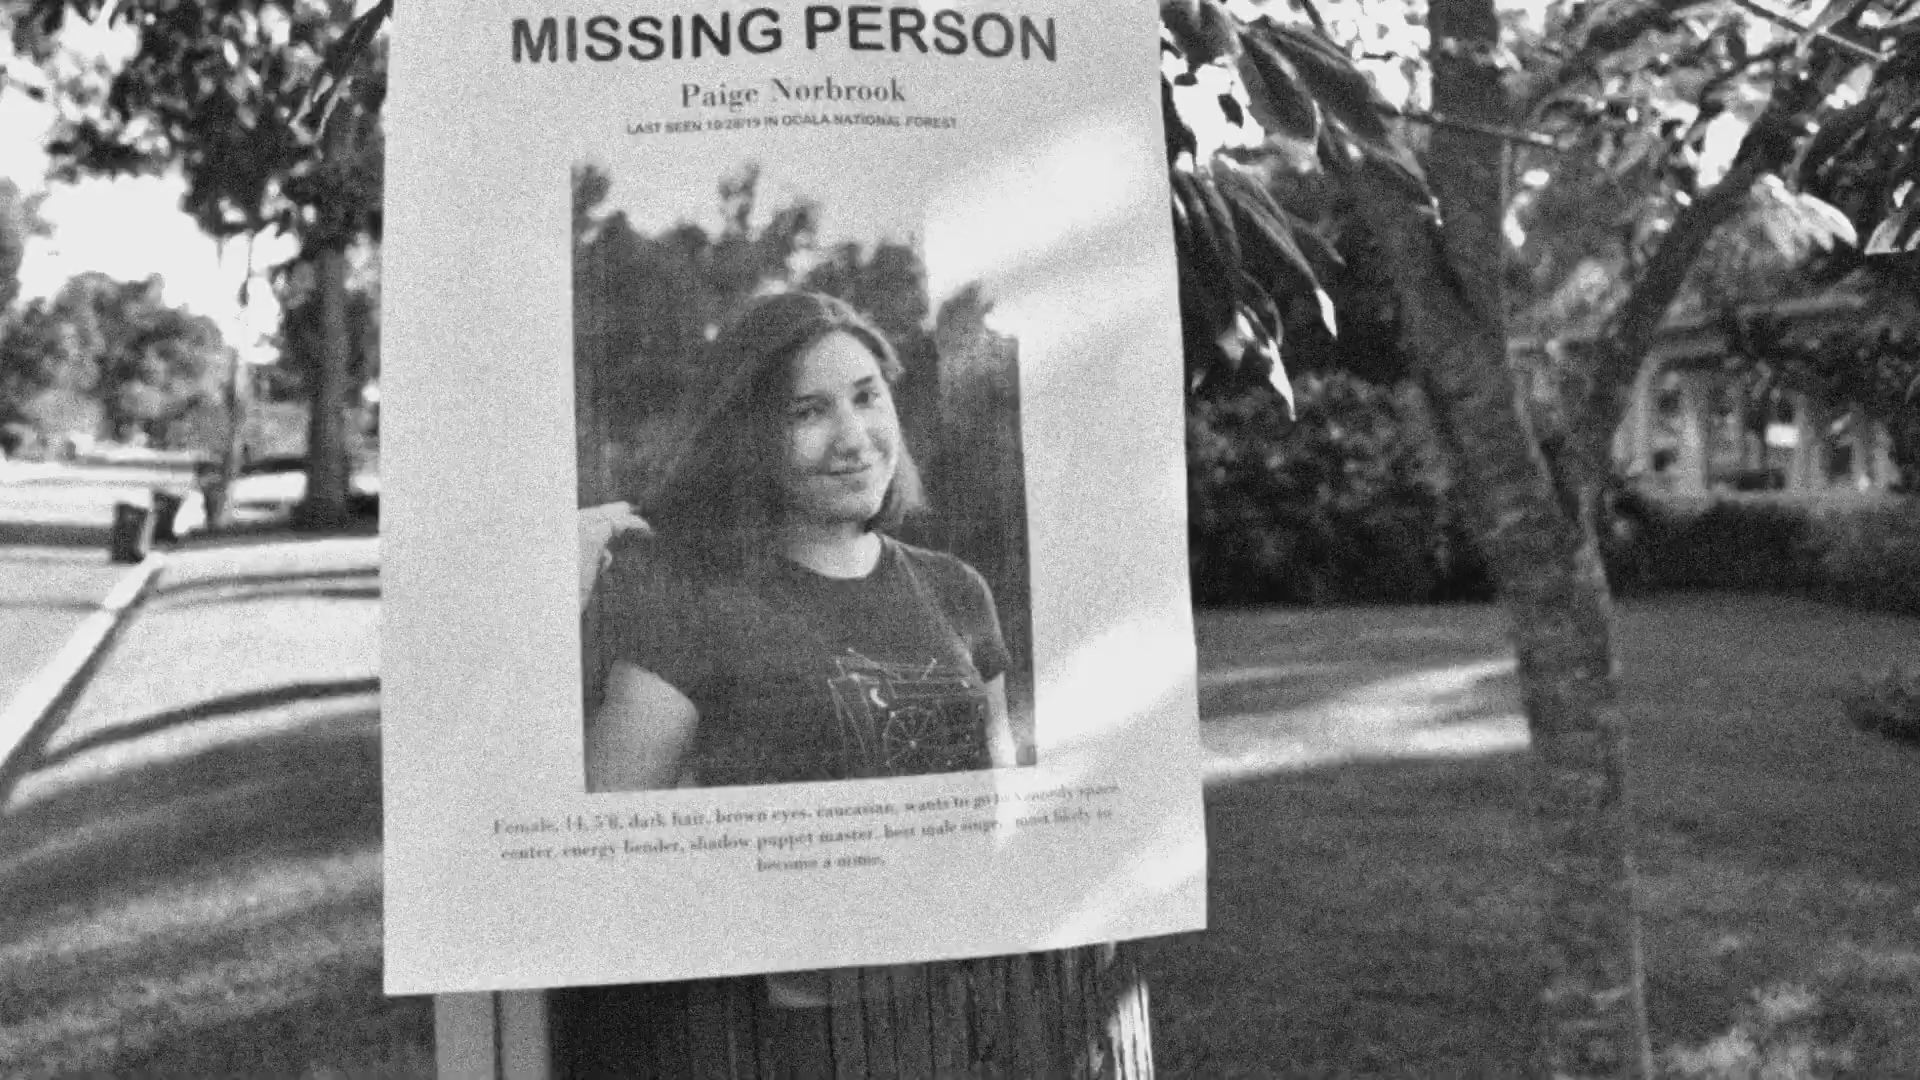 MISSING PERSON
Paige Norbrook
LAST SEEN 10/28/19 IN OCALA NATIONAL FOREST
Female, 14, 5'8, dark hair, brown eyes, caucasian, wants to go to kennedy space
center, energy bender, shadow puppet master, best male singer, most likely to
become a mime.